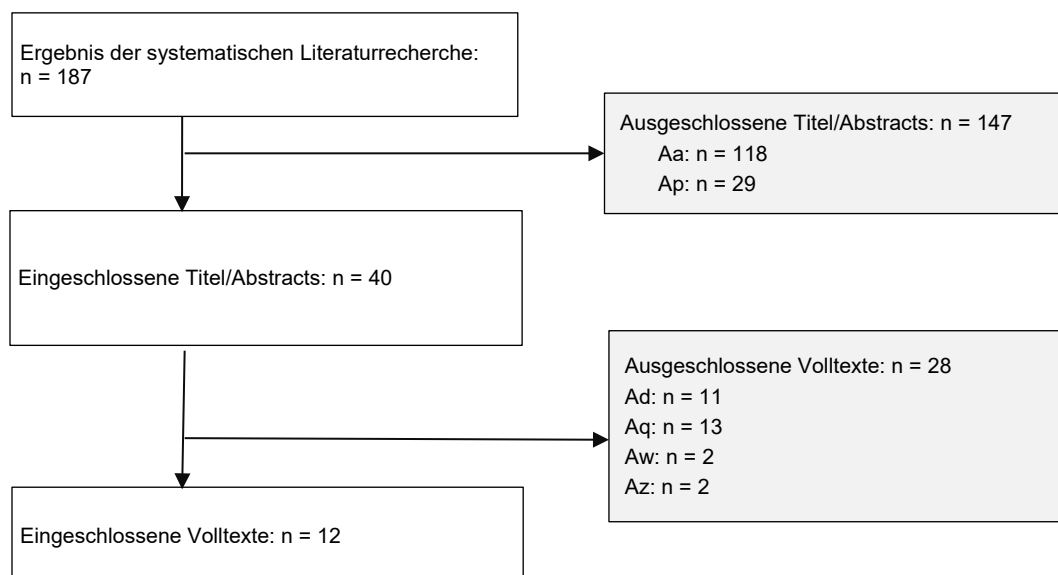 Ergebnis der systematischen Literaturrecherche:
n = 187
Ausgeschlossene Titel/Abstracts: n = 147
Aa: n = 118
Ap: n = 29
Eingeschlossene Titel/Abstracts: n = 40
Ausgeschlossene Volltexte: n = 28
Ad: n = 11
Aq: n = 13
Aw: n = 2
Az: n = 2
Eingeschlossene Volltexte: n = 12